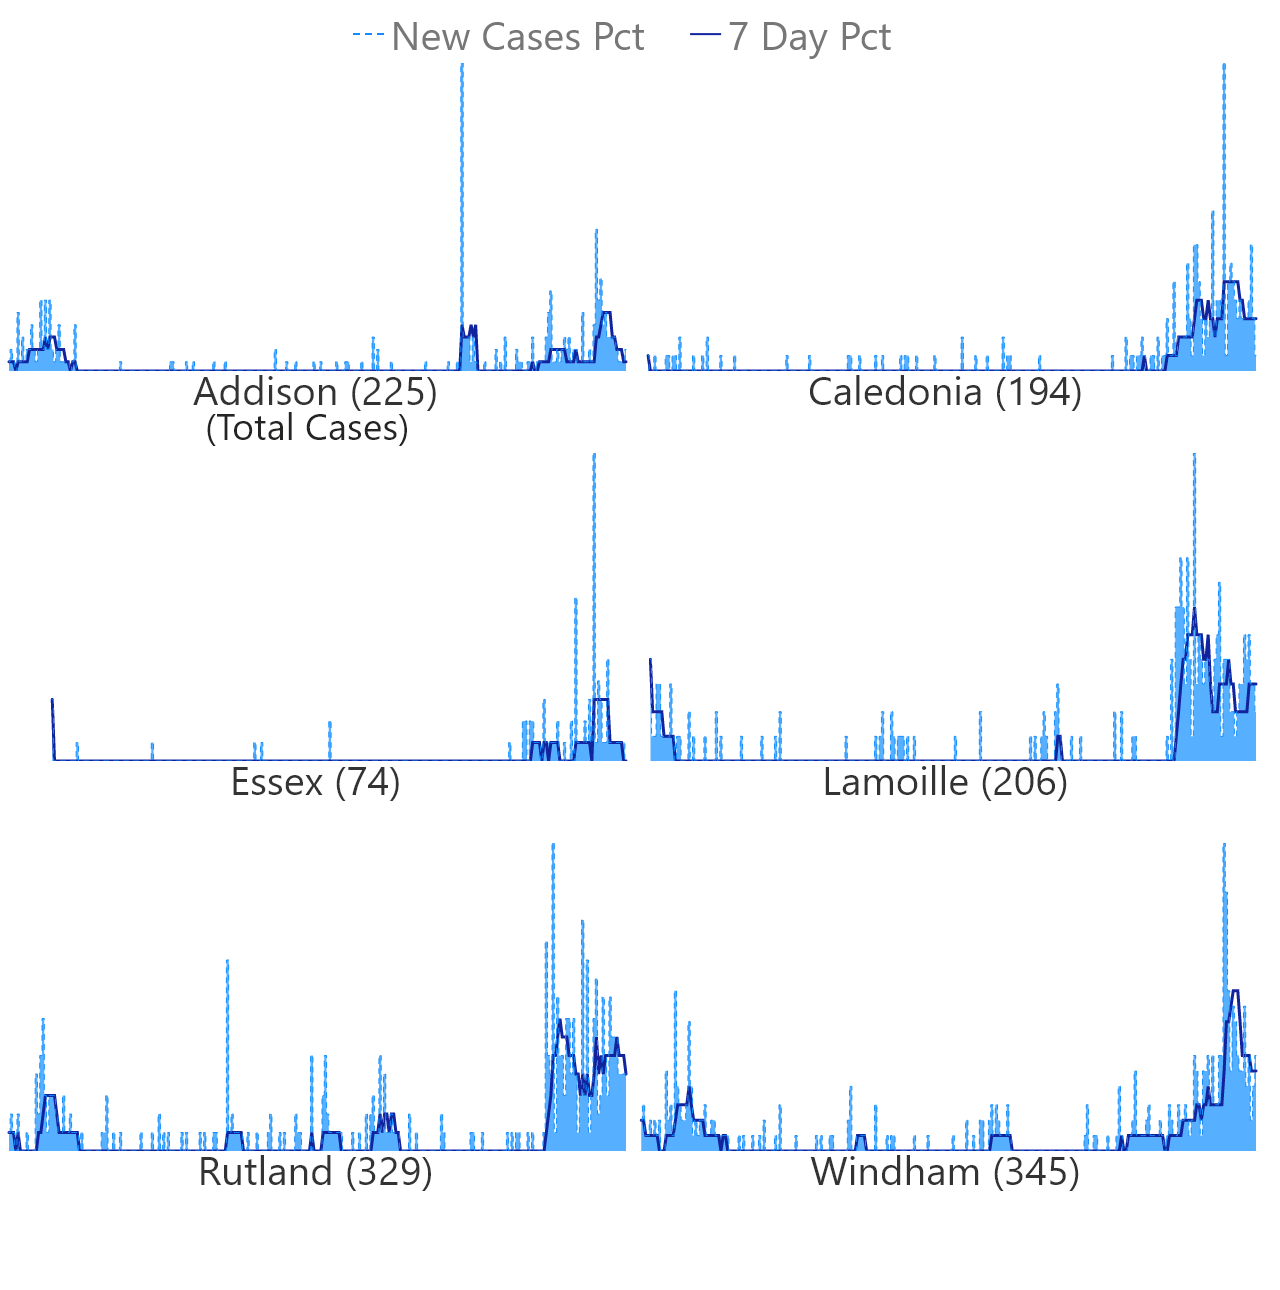 New Cases Pct 7 Day Pct
Addison (225) Caledonia (194)
(Total Cases)
Essex (74) Lamoille (206)
Rutland (329) Windham (345)